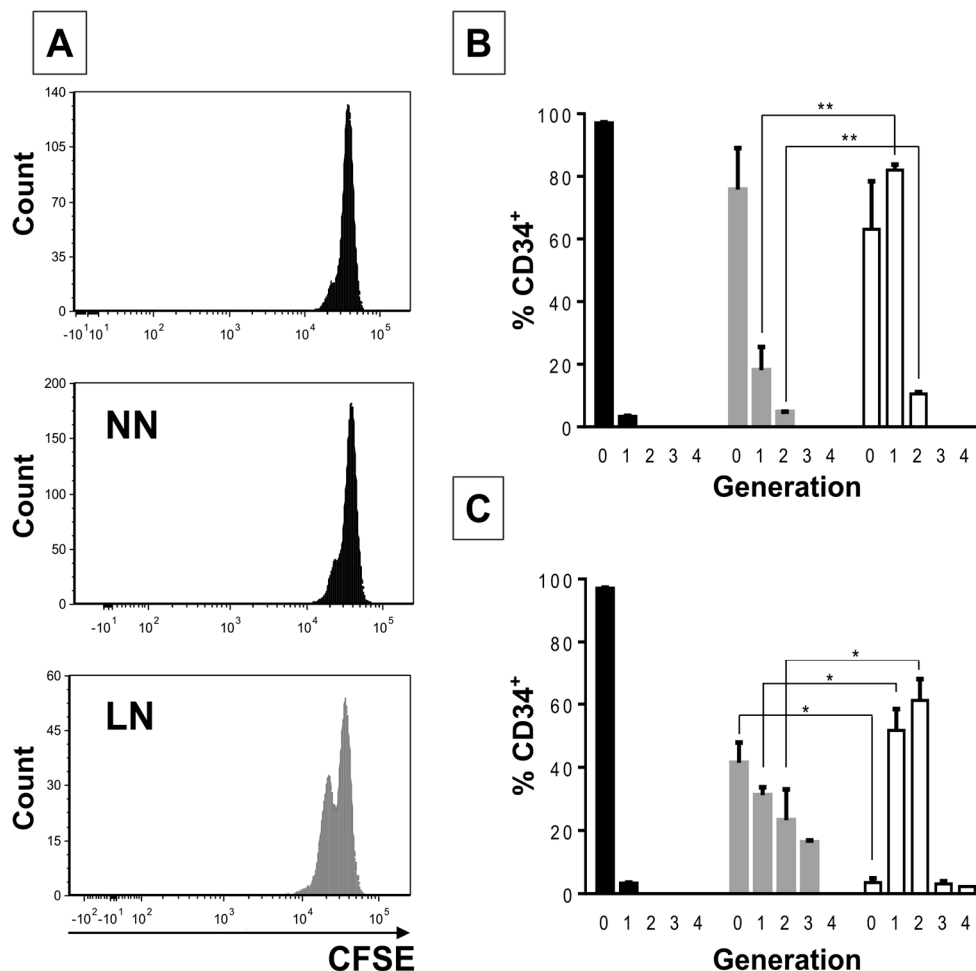 A
140
105
70
35
0
Count
-10¹ 10¹ 10² 10³ 10⁴ 10⁵
NN
200
150
100
50
0
Count
-10¹ 10² 10³ 10⁴ 10⁵
LN
60
45
30
15
0
Count
-10² -10¹ 10² 10³ 10⁴ 10⁵
CFSE
B
100
80
60
40
20
0
% CD34⁺
**
**
0 1 2 3 4 0 1 2 3 4 0 1 2 3 4
Generation
C
100
80
60
40
20
0
% CD34⁺
*
*
*
0 1 2 3 4 0 1 2 3 4 0 1 2 3 4
Generation